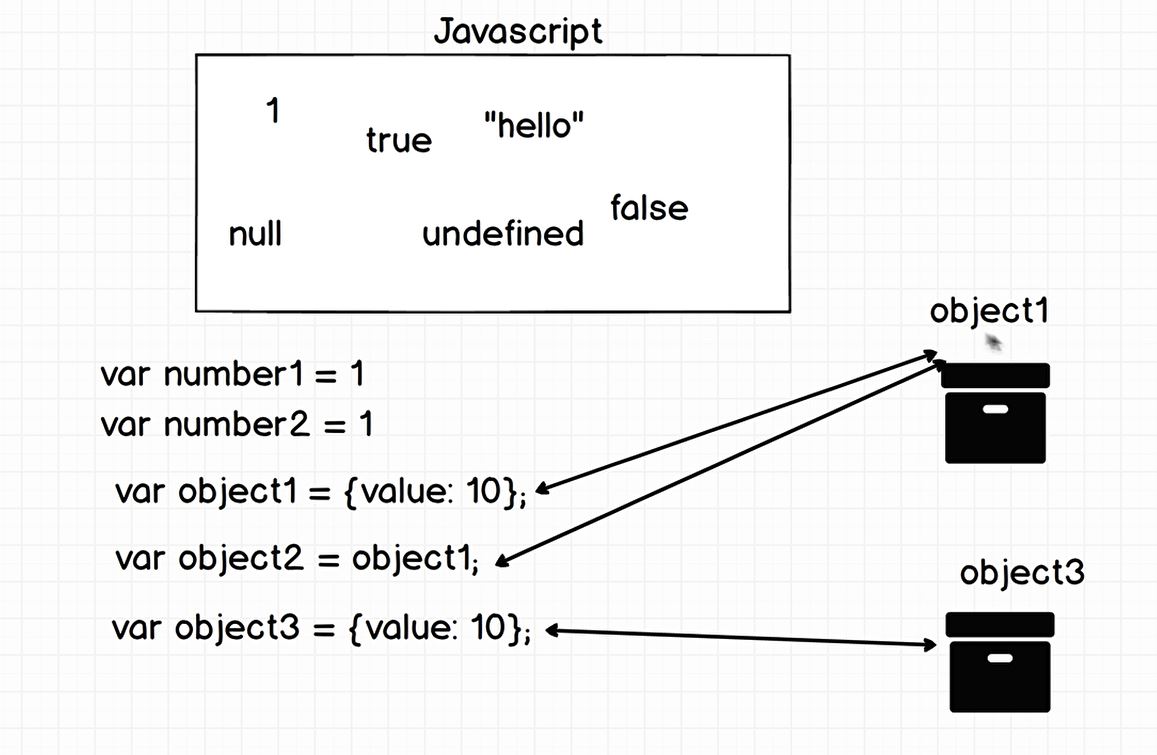 Javascript
1
true
"hello"
null
undefined
false
object1
var number1 = 1
var number2 = 1
var object1 = {value: 10};
var object2 = object1;
object3
var object3 = {value: 10};